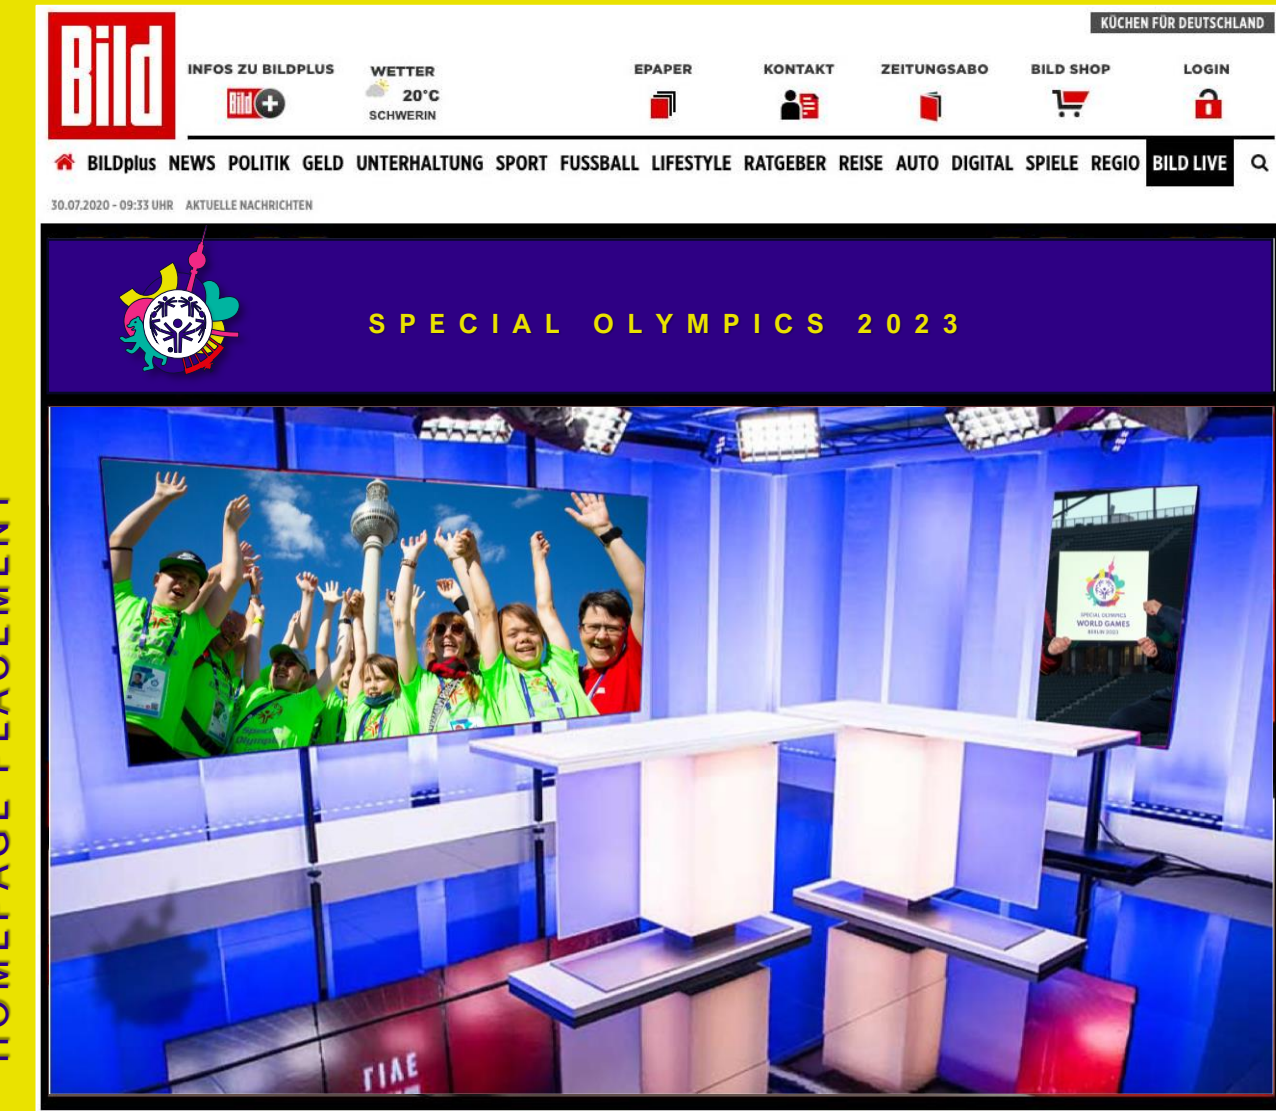 HOMEPAGE PLACEMENT
Bild
KÜCHEN FÜR DEUTSCHLAND
INFOS ZU BILDPLUS
Bild +
WETTER
20°C
SCHWERIN
EPAPER
KONTAKT
ZEITUNGSABO
BILD SHOP
LOGIN
BILDplus NEWS POLITIK GELD UNTERHALTUNG SPORT FUSSBALL LIFESTYLE RATGEBER REISE AUTO DIGITAL SPIELE REGIO BILD LIVE
30.07.2020 - 09:33 UHR AKTUELLE NACHRICHTEN
SPECIAL OLYMPICS 2023
SPECIAL OLYMPICS
WORLD GAMES
BERLIN 2023